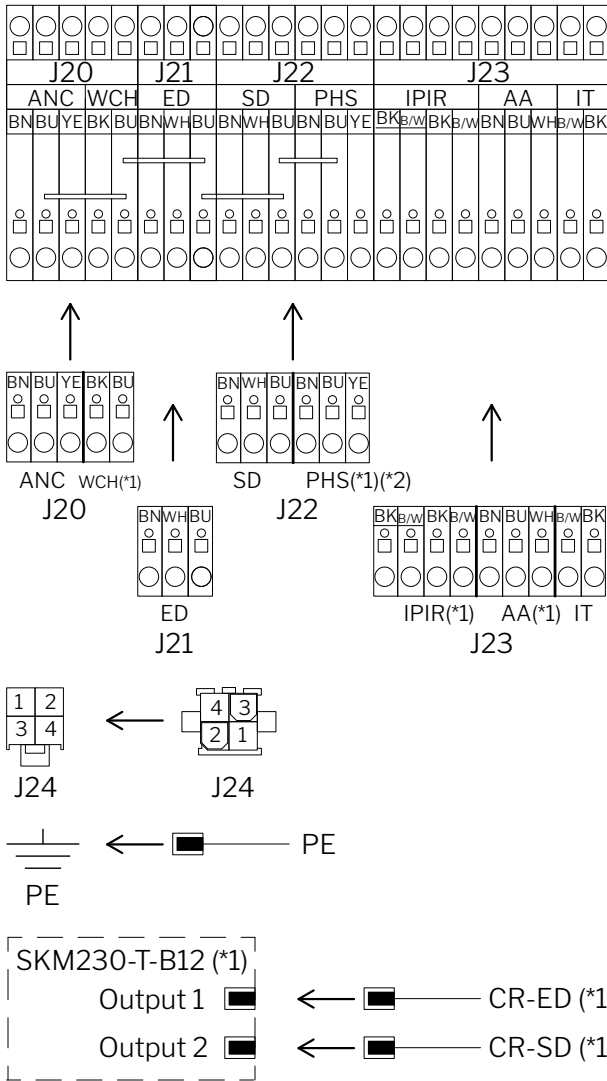 J20 J21 J22 J23
ANC WCH ED SD PHS IPIR AA IT
BN BU YE BK BU BN WH BU BN WH BU BN BU YE BK B/W BK B/W BN BU WH B/W BK
BN BU YE BK BU
ANC WCH(*1)
J20
BN WH BU BN BU YE
SD PHS(*1)(*2)
J22
BN WH BU
ED
J21
BK B/W BK B/W BN BU WH B/W BK
IPIR(*1) AA(*1) IT
J23
1 2
3 4
J24
4 3
2 1
J24
PE
PE
SKM230-T-B12 (*1)
Output 1
CR-ED (*1
Output 2
CR-SD (*1